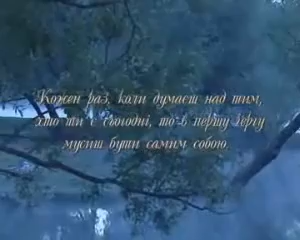 Кожен раз, коли думаєш над тим,
хто ти є сьогодні, то в першу чергу
мусиш бути самим собою.